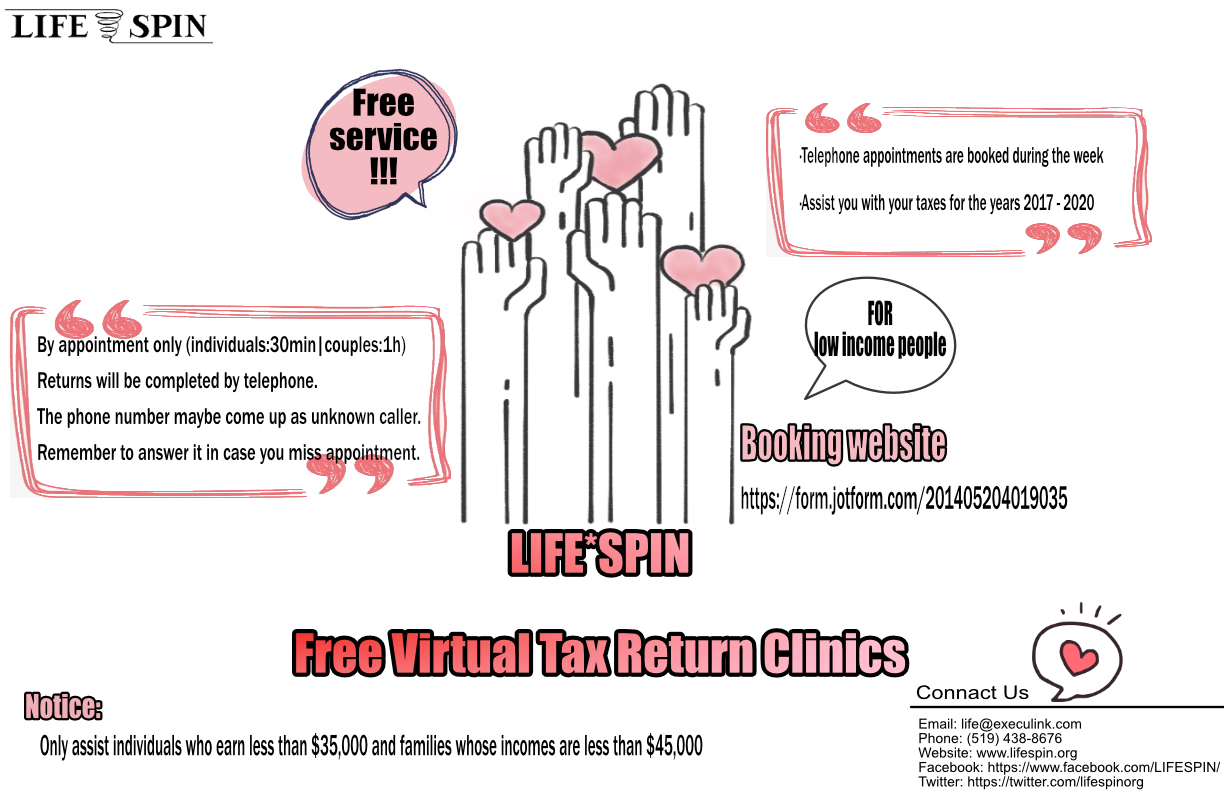 LIFE SPIN
Free
service
!!!
·Telephone appointments are booked during the week
·Assist you with your taxes for the years 2017 - 2020
By appointment only (individuals:30min|couples:1h)
Returns will be completed by telephone.
The phone number maybe come up as unknown caller.
Remember to answer it in case you miss appointment.
FOR
low income people
Booking website
https://form.jotform.com/201405204019035
LIFE*SPIN
Free Virtual Tax Return Clinics
Notice:
Only assist individuals who earn less than $35,000 and families whose incomes are less than $45,000
Connact Us
Email: life@execulink.com
Phone: (519) 438-8676
Website: www.lifespin.org
Facebook: https://www.facebook.com/LIFESPIN/
Twitter: https://twitter.com/lifespinorg